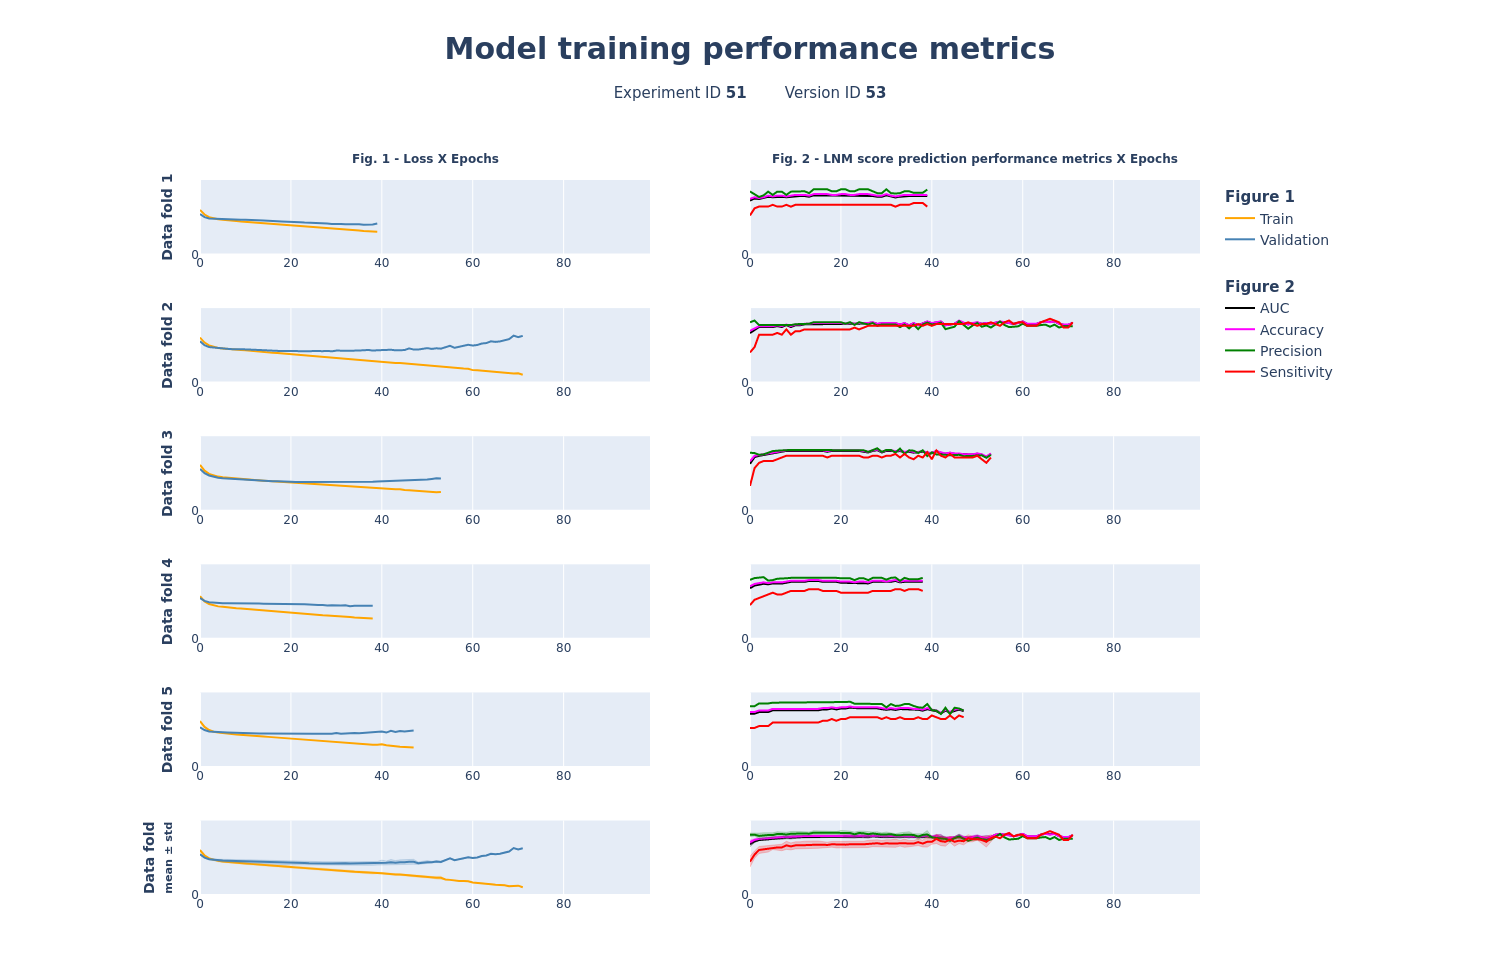 Model training performance metrics
Experiment ID 51 Version ID 53
Fig. 1 - Loss X Epochs
Fig. 2 - LNM score prediction performance metrics X Epochs
Data fold 1
0
0 20 40 60 80
0
0 20 40 60 80
Data fold 2
0
0 20 40 60 80
0
0 20 40 60 80
Data fold 3
0
0 20 40 60 80
0
0 20 40 60 80
Data fold 4
0
0 20 40 60 80
0
0 20 40 60 80
Data fold 5
0
0 20 40 60 80
0
0 20 40 60 80
Data fold
mean ± std
0
0 20 40 60 80
0
0 20 40 60 80
Figure 1
Train
Validation
Figure 2
AUC
Accuracy
Precision
Sensitivity